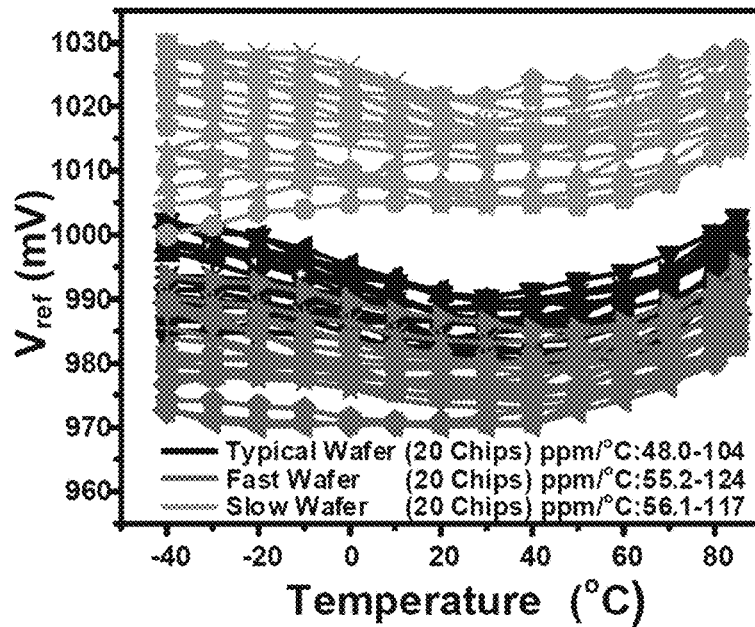 1030
1020
1010
1000
990
980
970
960
V_ref (mV)
Typical Wafer (20 Chips) ppm/°C:48.0-104
Fast Wafer (20 Chips) ppm/°C:55.2-124
Slow Wafer (20 Chips) ppm/°C:56.1-117
-40 -20 0 20 40 60 80
Temperature (°C)